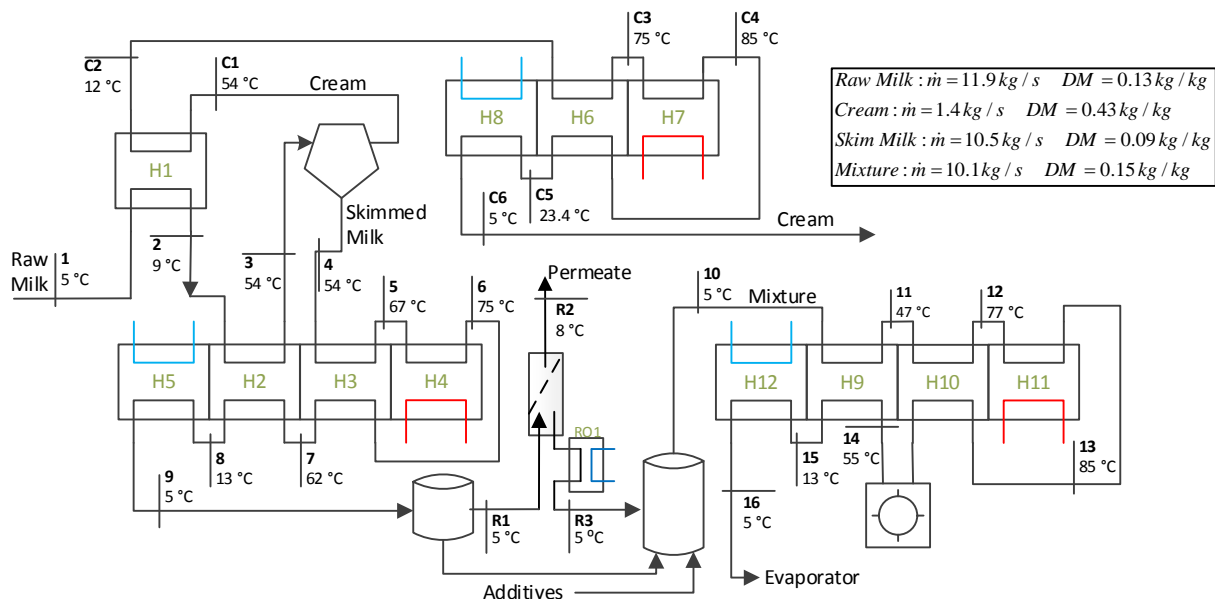 C2
12 °C
C1
54 °C
Cream
C3
75 °C
C4
85 °C
Raw Milk : ṁ = 11.9 kg / s DM = 0.13 kg / kg
Cream : ṁ = 1.4 kg / s DM = 0.43 kg / kg
Skim Milk : ṁ = 10.5 kg / s DM = 0.09 kg / kg
Mixture : ṁ = 10.1 kg / s DM = 0.15 kg / kg
H1
H8
H6
H7
C6
5 °C
C5
23.4 °C
Cream
Skimmed
Milk
Raw
Milk
1
5 °C
2
9 °C
3
54 °C
4
54 °C
5
67 °C
6
75 °C
Permeate
R2
8 °C
10
5 °C
Mixture
11
47 °C
12
77 °C
H5
H2
H3
H4
H12
H9
H10
H11
RO1
9
5 °C
8
13 °C
7
62 °C
R1
5 °C
R3
5 °C
15
13 °C
14
55 °C
13
85 °C
16
5 °C
Additives
Evaporator